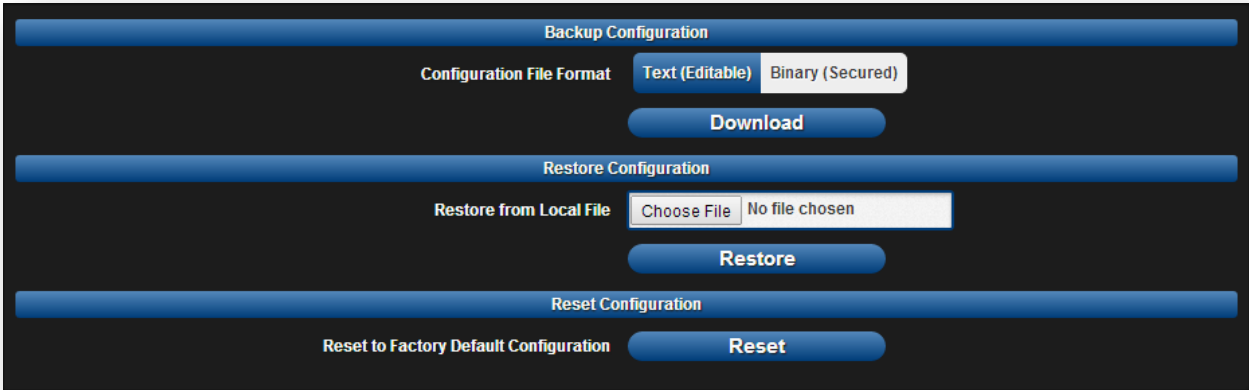 Backup Configuration
Configuration File Format Text (Editable) Binary (Secured)
Download
Restore Configuration
Restore from Local File Choose File No file chosen
Restore
Reset Configuration
Reset to Factory Default Configuration Reset